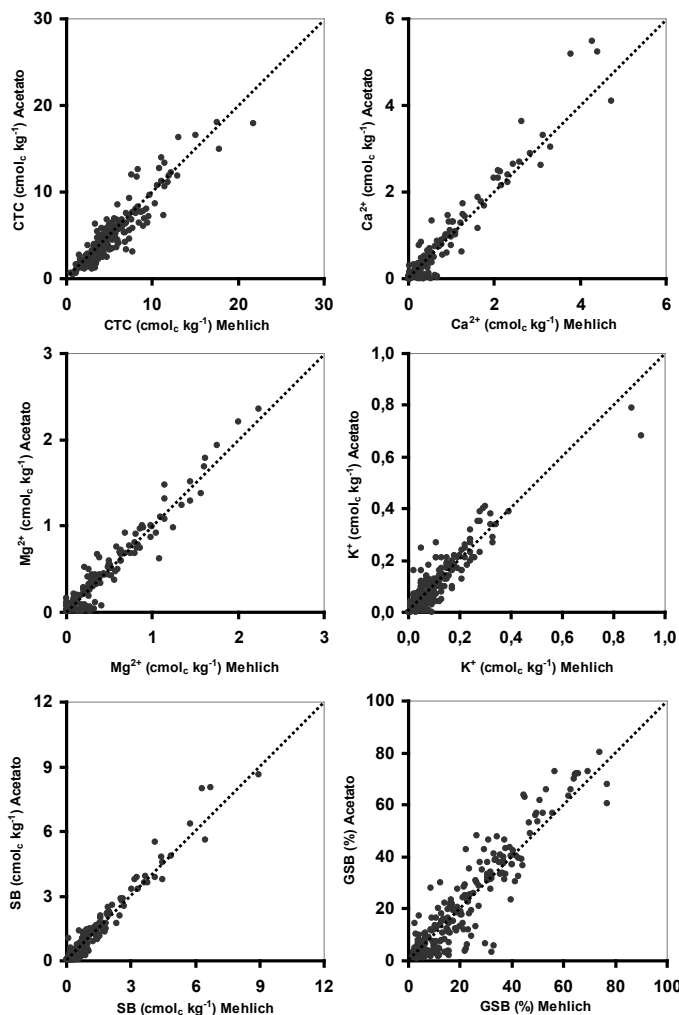 CTC (cmolc kg-1) Acetato
30
20
10
0
0 10 20 30
CTC (cmolc kg-1) Mehlich
Ca2+ (cmolc kg-1) Acetato
6
4
2
0
0 2 4 6
Ca2+ (cmolc kg-1) Mehlich
Mg2+ (cmolc kg-1) Acetato
3
2
1
0
0 1 2 3
Mg2+ (cmolc kg-1) Mehlich
K+ (cmolc kg-1) Acetato
1,0
0,8
0,6
0,4
0,2
0,0
0,0 0,2 0,4 0,6 0,8 1,0
K+ (cmolc kg-1) Mehlich
SB (cmolc kg-1) Acetato
12
9
6
3
0
0 3 6 9 12
SB (cmolc kg-1) Mehlich
GSB (%) Acetato
100
80
60
40
20
0
0 20 40 60 80 100
GSB (%) Mehlich